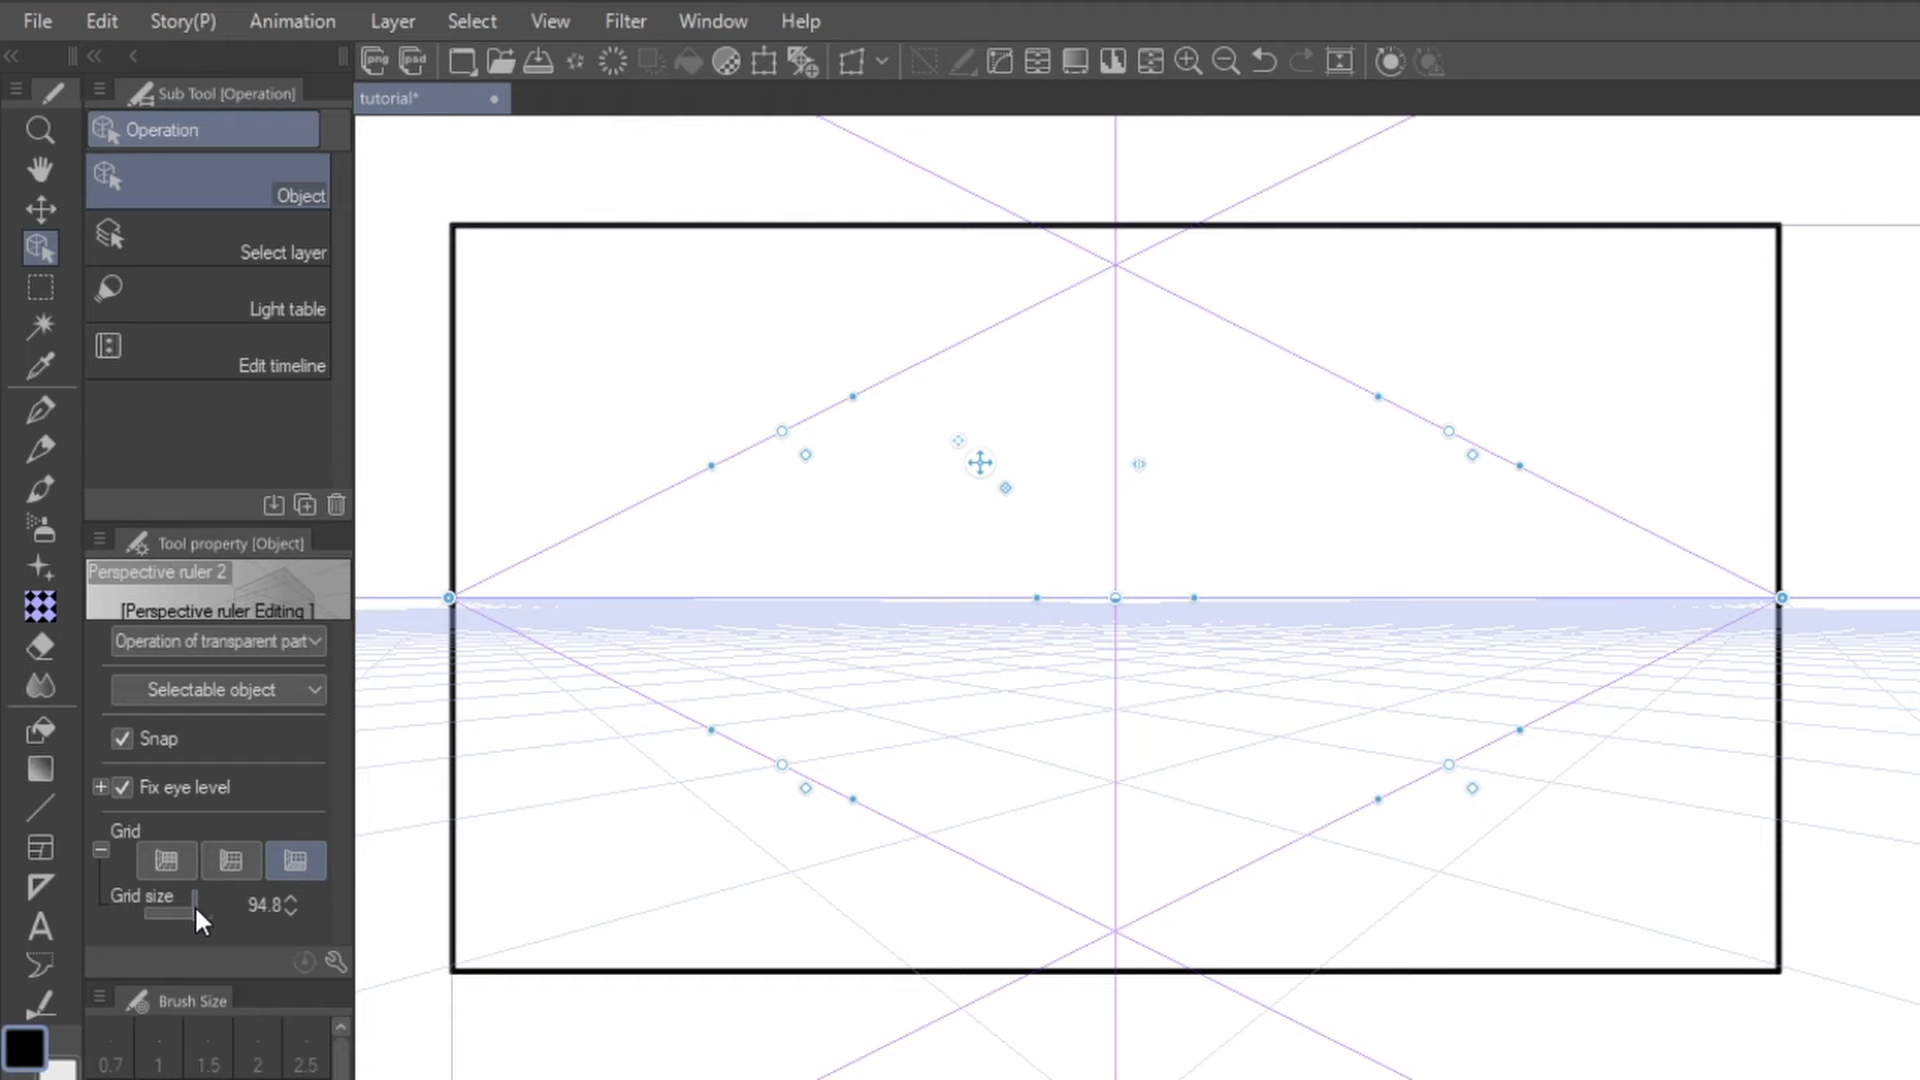 File Edit Story(P) Animation Layer Select View Filter Window Help
png psd
Sub Tool [Operation]
tutorial*
Operation
Object
Select layer
Light table
Edit timeline
Tool property [Object]
Perspective ruler 2
[Perspective ruler Editing ]
Operation of transparent part
Selectable object
Snap
Fix eye level
Grid
Grid size 94.8
Brush Size
0.7 1 1.5 2 2.5